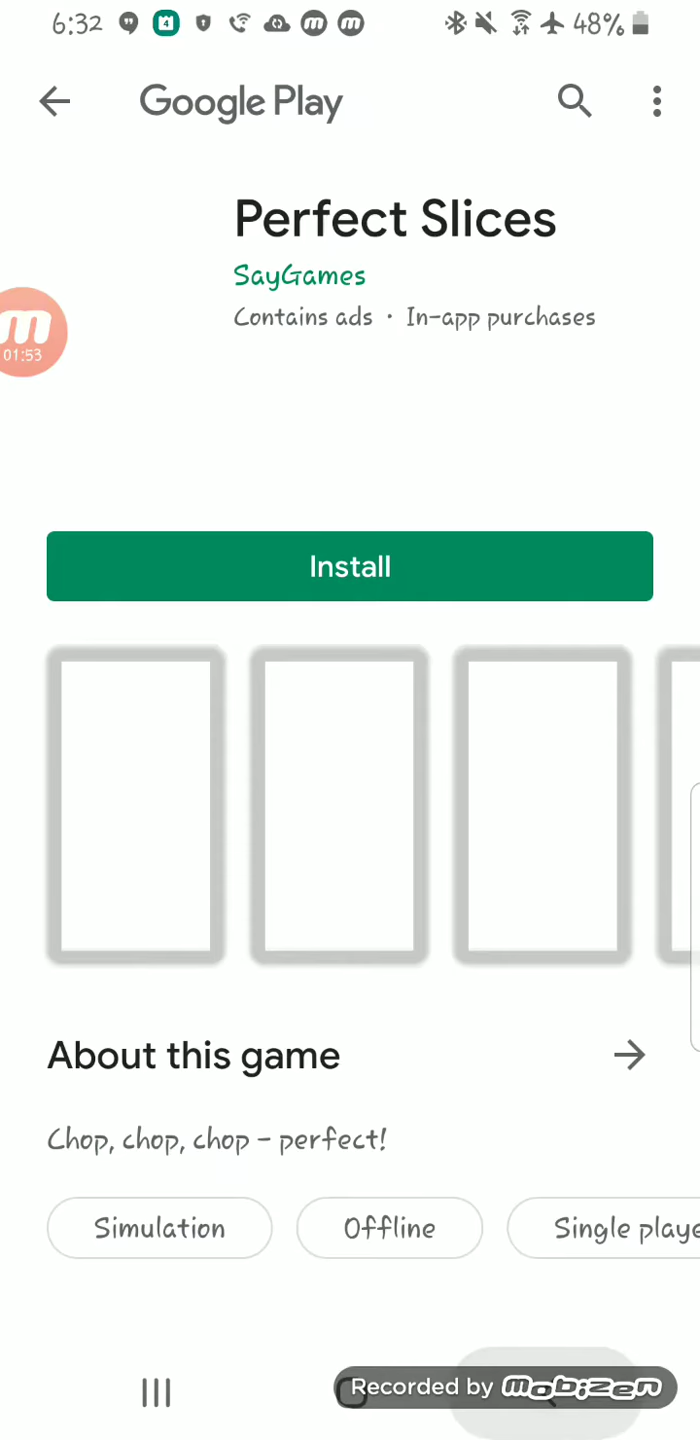 6:32
4
48%
Google Play
Perfect Slices
SayGames
Contains ads · In-app purchases
m
01:53
Install
About this game
Chop, chop, chop - perfect!
Simulation
Offline
Single playe
Recorded by mobizen